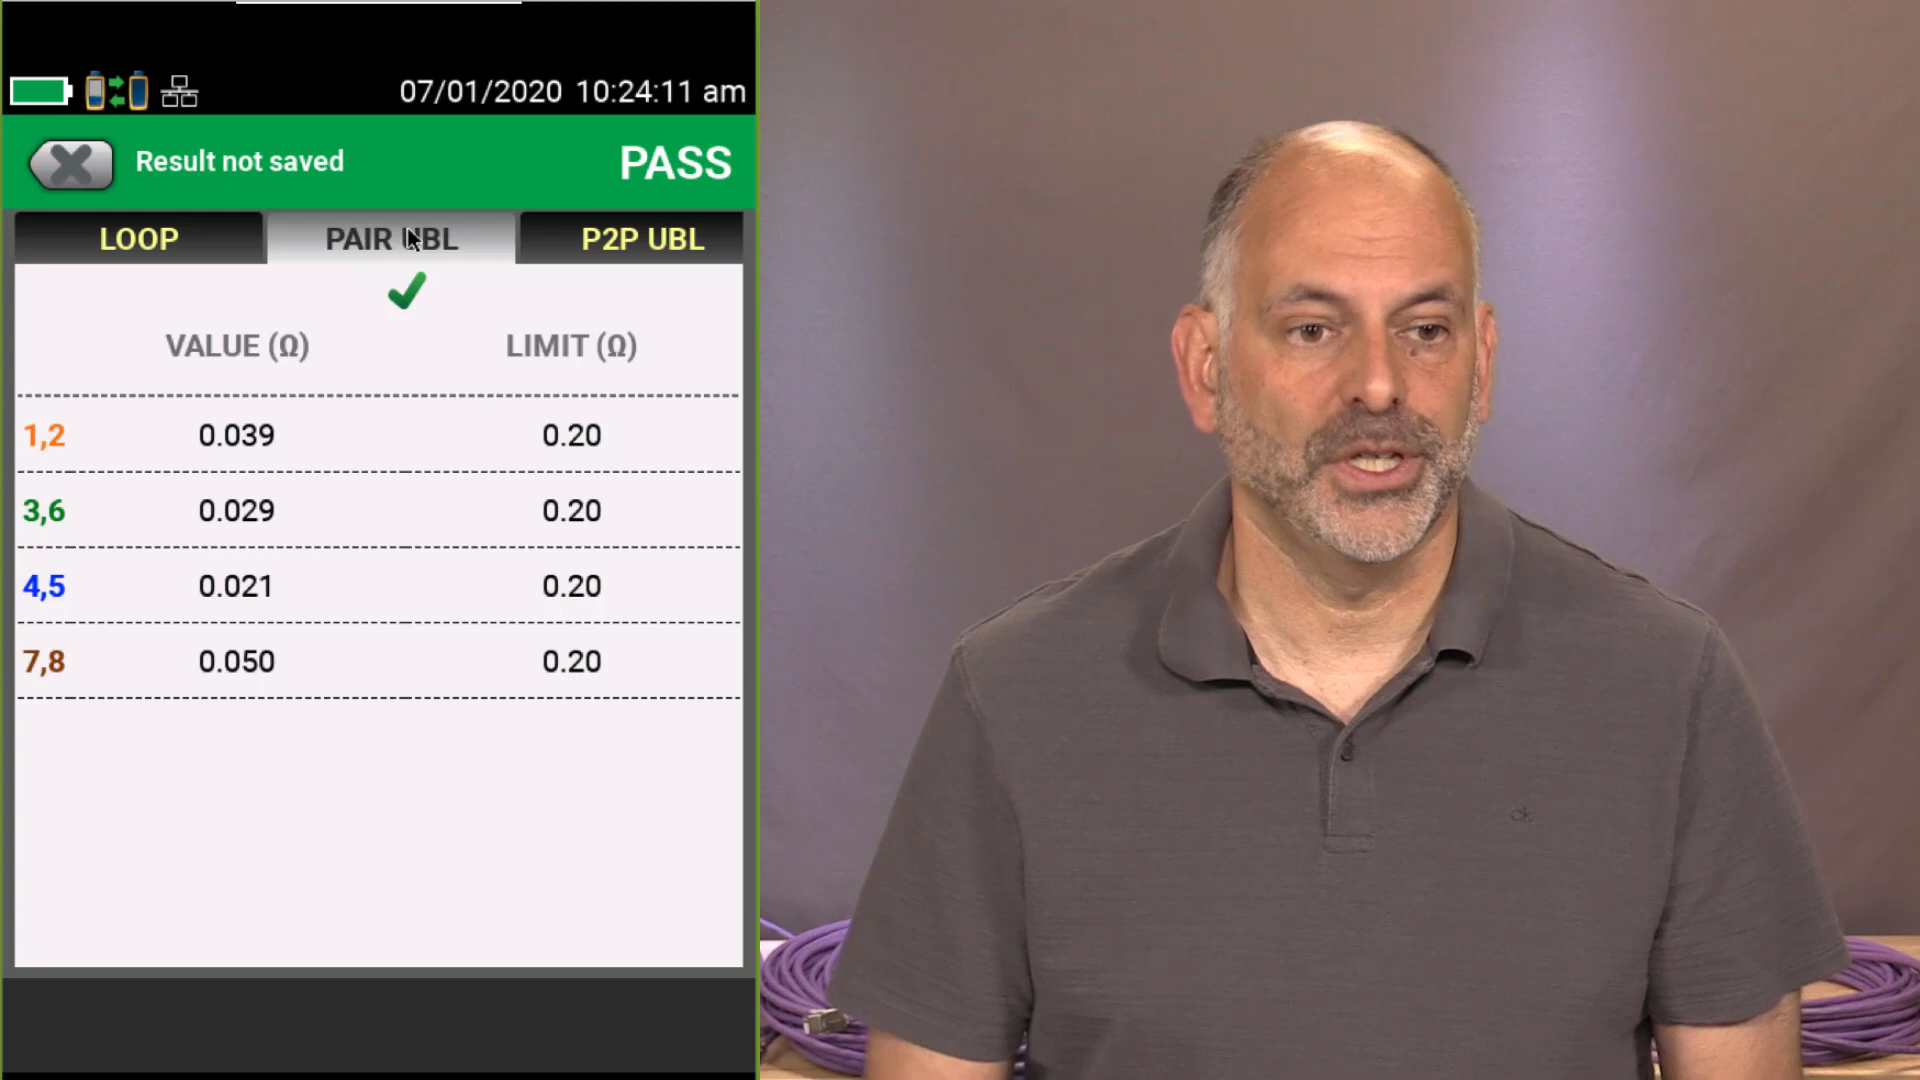 07/01/2020 10:24:11 am
Result not saved PASS
LOOP PAIR UBL P2P UBL
VALUE (Ω) LIMIT (Ω)
1,2 0.039 0.20
3,6 0.029 0.20
4,5 0.021 0.20
7,8 0.050 0.20
ck